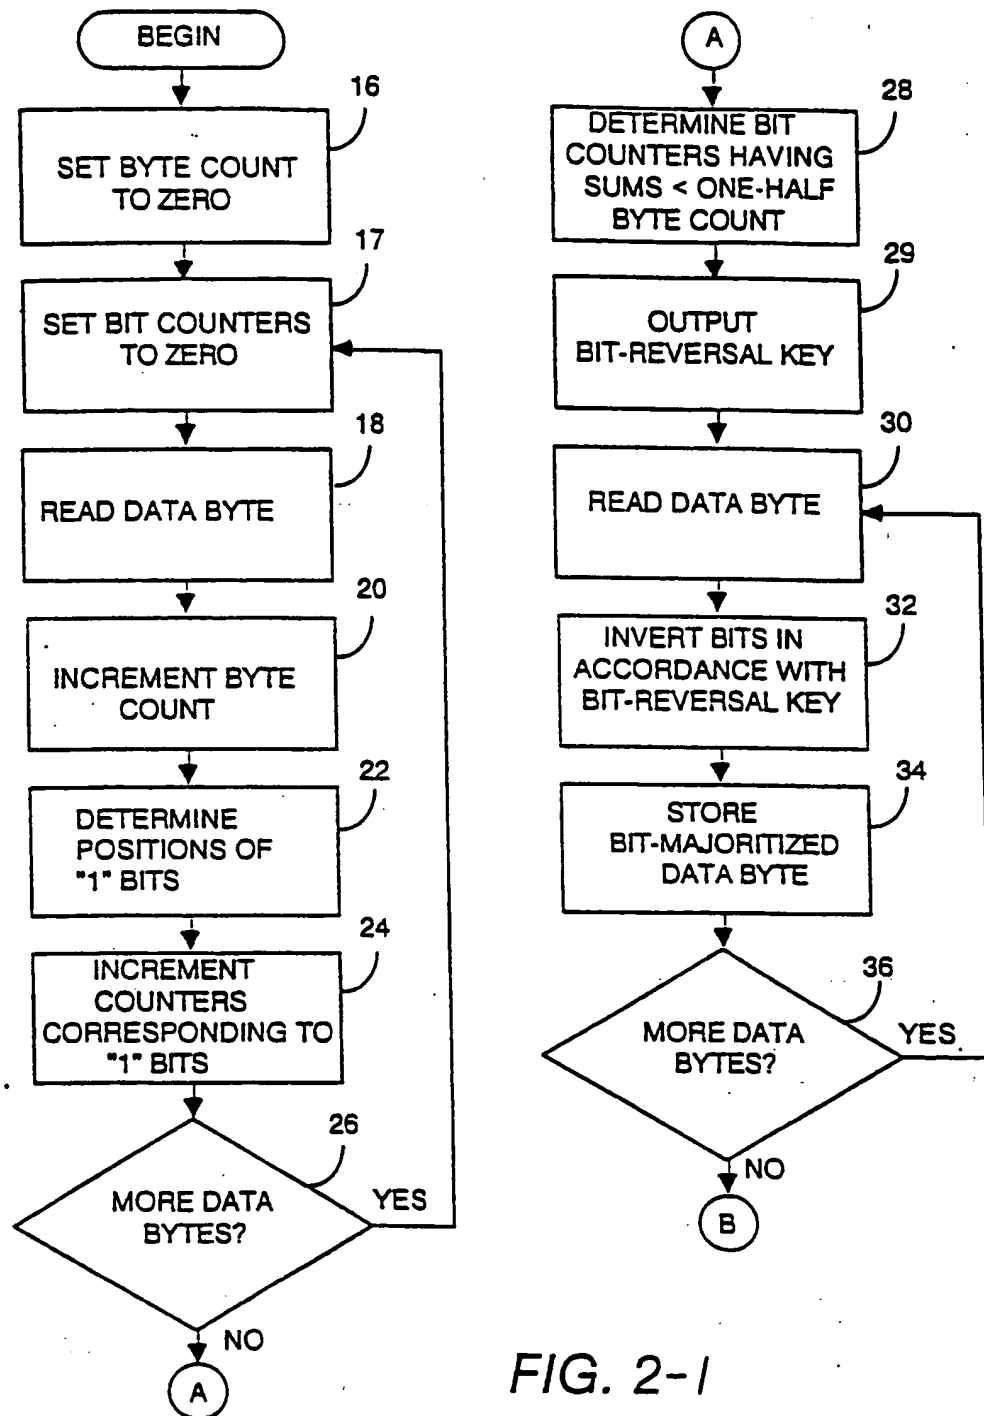 BEGIN
16
SET BYTE COUNT
TO ZERO
17
SET BIT COUNTERS
TO ZERO
18
READ DATA BYTE
20
INCREMENT BYTE
COUNT
22
DETERMINE
POSITIONS OF
"1" BITS
24
INCREMENT
COUNTERS
CORRESPONDING TO
"1" BITS
26
MORE DATA
BYTES?
YES
NO
A
A
28
DETERMINE BIT
COUNTERS HAVING
SUMS < ONE-HALF
BYTE COUNT
29
OUTPUT
BIT-REVERSAL KEY
30
READ DATA BYTE
32
INVERT BITS IN
ACCORDANCE WITH
BIT-REVERSAL KEY
34
STORE
BIT-MAJORITIZED
DATA BYTE
36
MORE DATA
BYTES?
YES
NO
B
FIG. 2-1